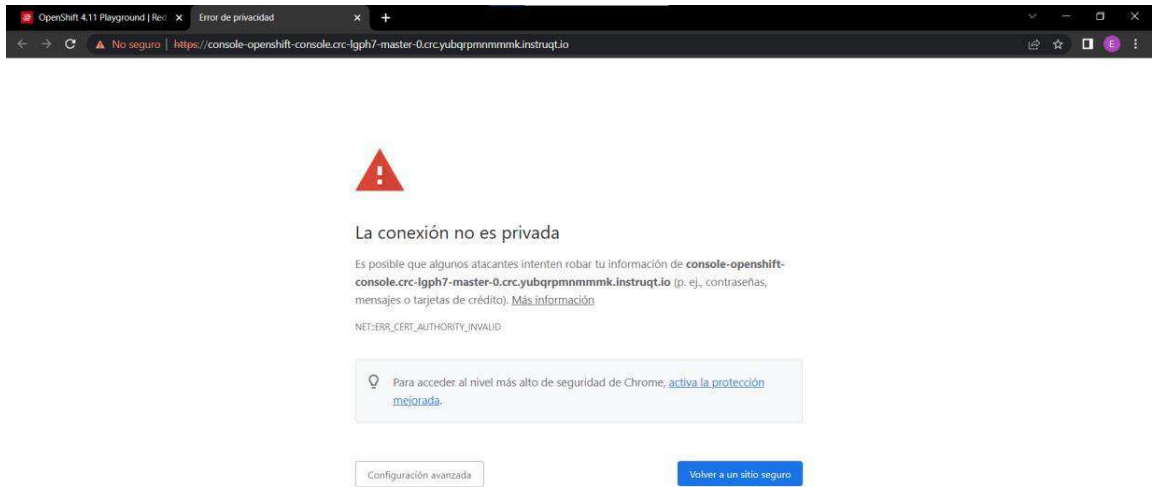 OpenShift 4.11 Playground | Red
Error de privacidad
No seguro | https://console-openshift-console.crc-lgph7-master-0.crc.yubqrpmnmmmk.instruqt.io
E
La conexión no es privada
Es posible que algunos atacantes intenten robar tu información de console-openshift-
console.crc-lgph7-master-0.crc.yubqrpmnmmmk.instruqt.io (p. ej., contraseñas,
mensajes o tarjetas de crédito). Más información
NET::ERR_CERT_AUTHORITY_INVALID
Para acceder al nivel más alto de seguridad de Chrome, activa la protección
mejorada.
Configuración avanzada
Volver a un sitio seguro